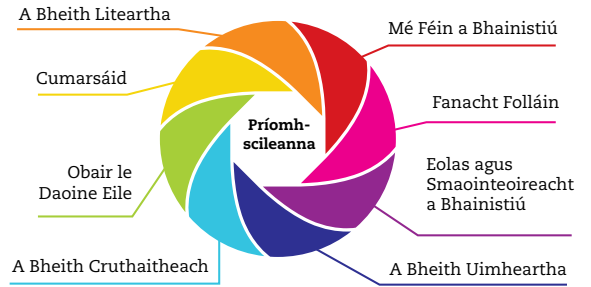 A Bheith Liteartha
Mé Féin a Bhainistiú
Cumarsáid
Fanacht Folláin
Príomh-
scileanna
Obair le
Daoine Eile
Eolas agus
Smaointeoireacht
a Bhainistiú
A Bheith Cruthaitheach
A Bheith Uimheartha